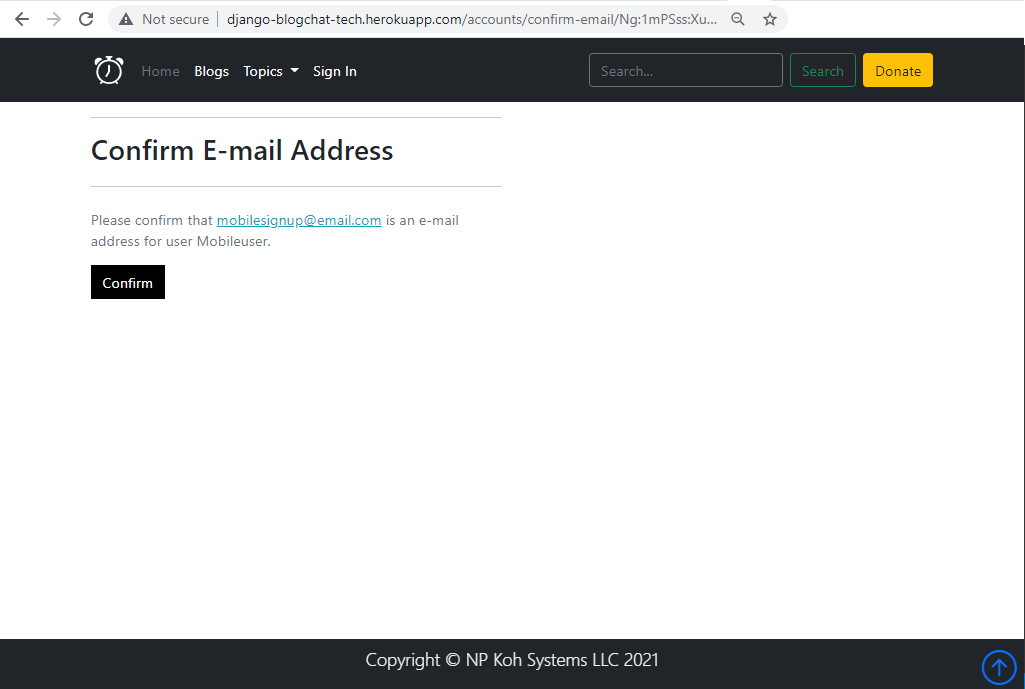 Not secure django-blogchat-tech.herokuapp.com/accounts/confirm-email/Ng:1mPSss:Xu...
Home Blogs Topics Sign In Search... Search Donate
Confirm E-mail Address
Please confirm that mobilesignup@email.com is an e-mail
address for user Mobileuser.
Confirm
Copyright © NP Koh Systems LLC 2021